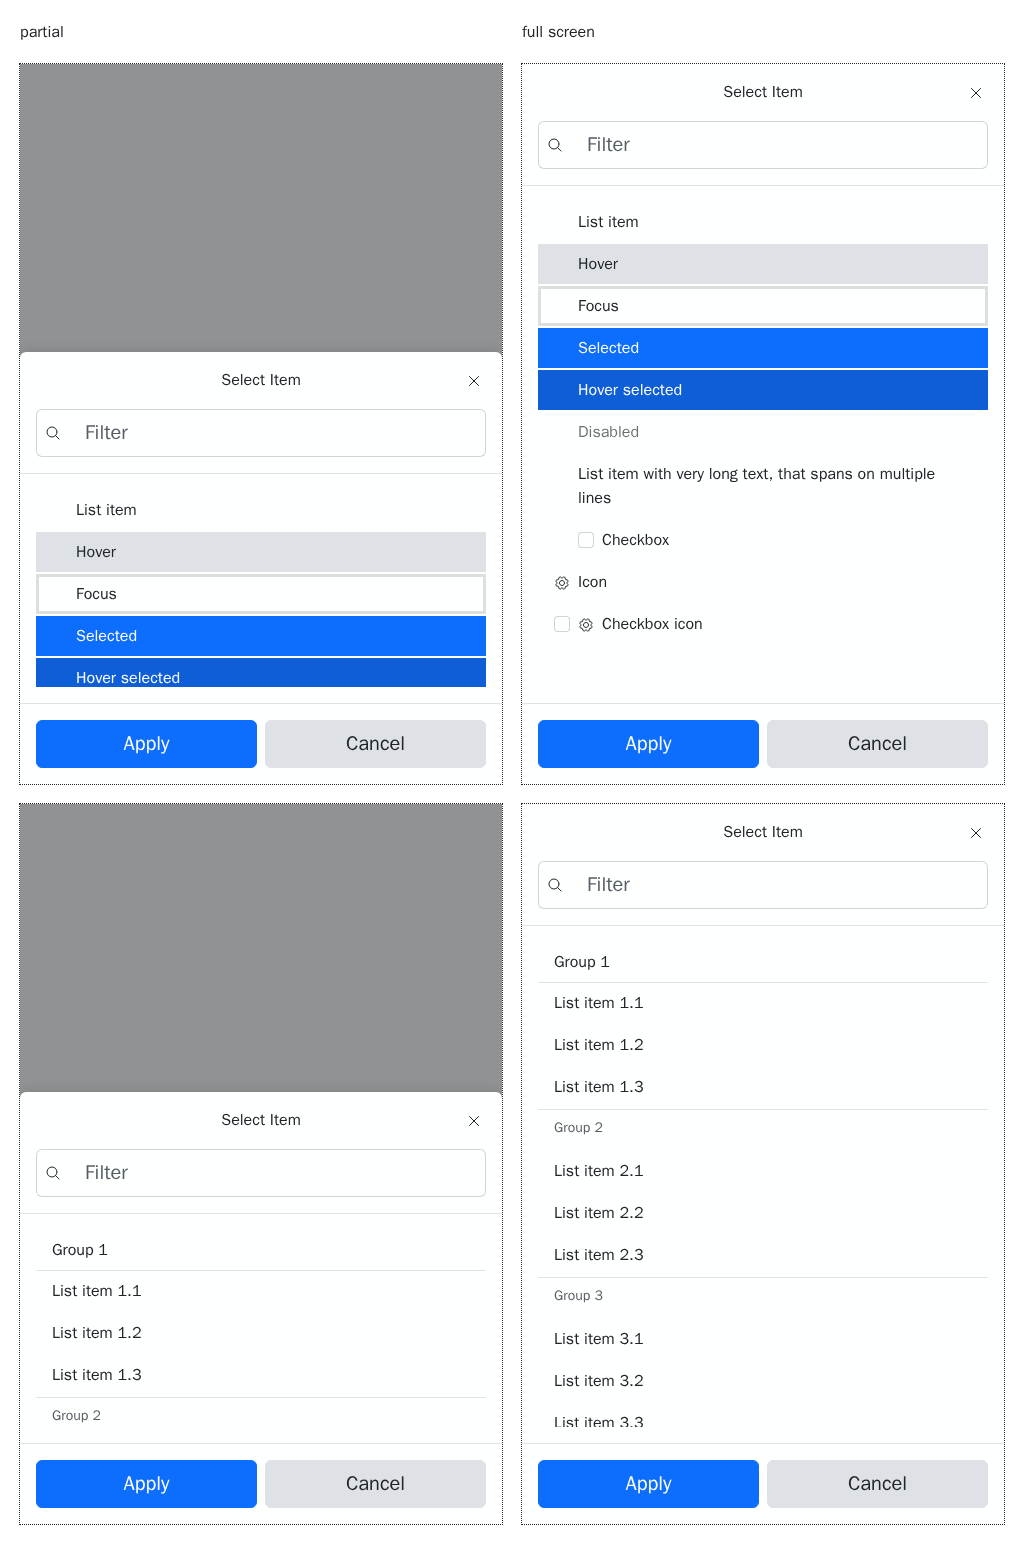 partial
full screen
Select Item
Filter
List item
Hover
Focus
Selected
Hover selected
Apply
Cancel
Select Item
Filter
List item
Hover
Focus
Selected
Hover selected
Disabled
List item with very long text, that spans on multiple
lines
Checkbox
Icon
Checkbox icon
Apply
Cancel
Select Item
Filter
Group 1
List item 1.1
List item 1.2
List item 1.3
Group 2
Apply
Cancel
Select Item
Filter
Group 1
List item 1.1
List item 1.2
List item 1.3
Group 2
List item 2.1
List item 2.2
List item 2.3
Group 3
List item 3.1
List item 3.2
List item 3.3
Apply
Cancel